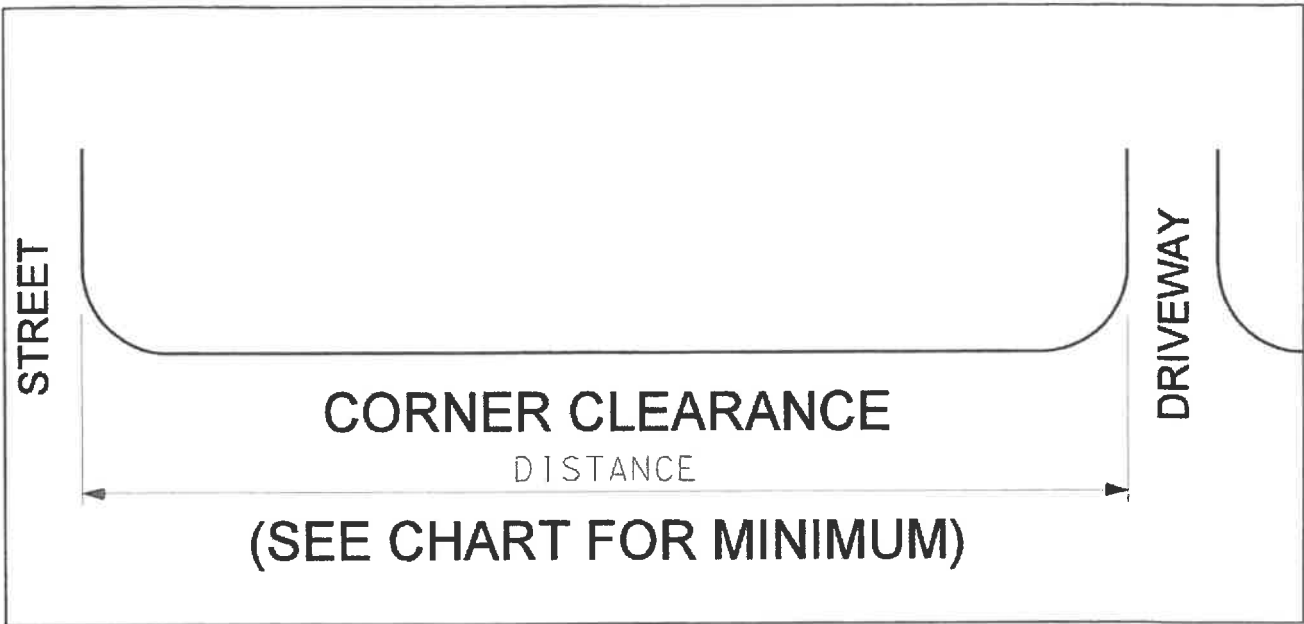 STREET
CORNER CLEARANCE
DISTANCE
(SEE CHART FOR MINIMUM)
DRIVEWAY